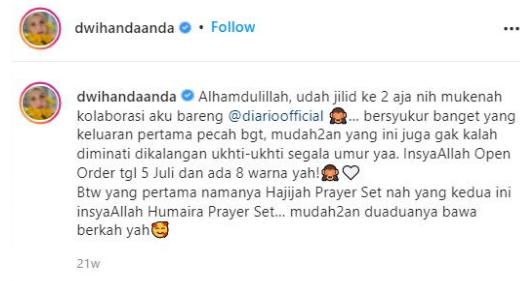 dwihandaanda • Follow
dwihandaanda Alhamdulillah, udah jilid ke 2 aja nih mukenah
kolaborasi aku bareng @diarioofficial 🙊... bersyukur banget yang
keluaran pertama pecah bgt, mudah2an yang ini juga gak kalah
diminati dikalangan ukhti-ukhti segala umur yaa. InsyaAllah Open
Order tgl 5 Juli dan ada 8 warna yah!🙊🤍
Btw yang pertama namanya Hajijah Prayer Set nah yang kedua ini
insyaAllah Humaira Prayer Set... mudah2an duaduanya bawa
berkah yah🥰
21w